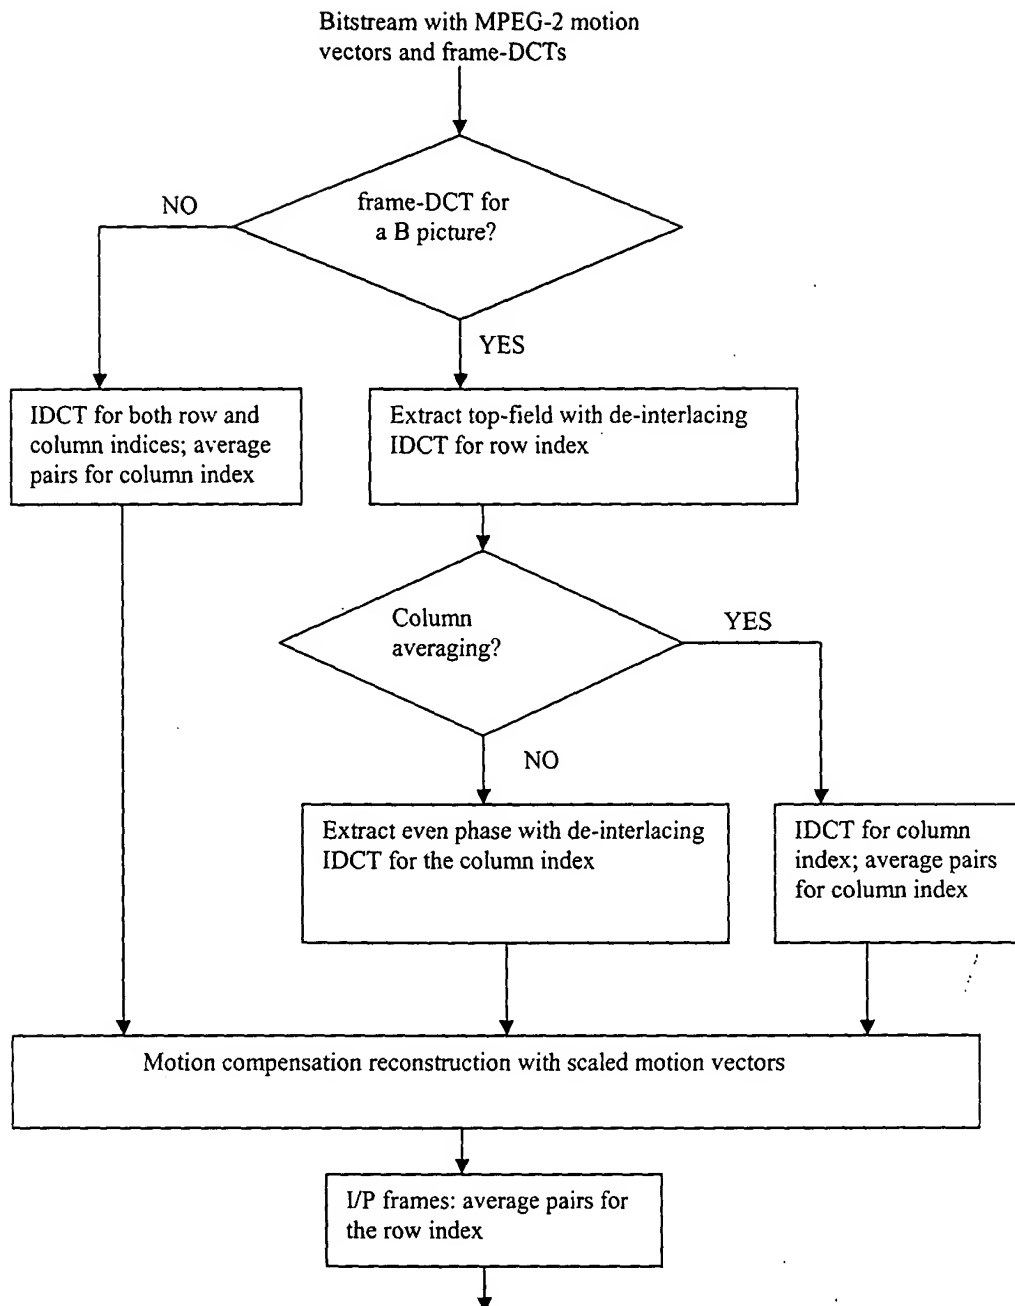 Bitstream with MPEG-2 motion
vectors and frame-DCTs
frame-DCT for
a B picture?
NO
YES
IDCT for both row and
column indices; average
pairs for column index
Extract top-field with de-interlacing
IDCT for row index
Column
averaging?
YES
NO
Extract even phase with de-interlacing
IDCT for the column index
IDCT for column
index; average pairs
for column index
Motion compensation reconstruction with scaled motion vectors
I/P frames: average pairs for
the row index